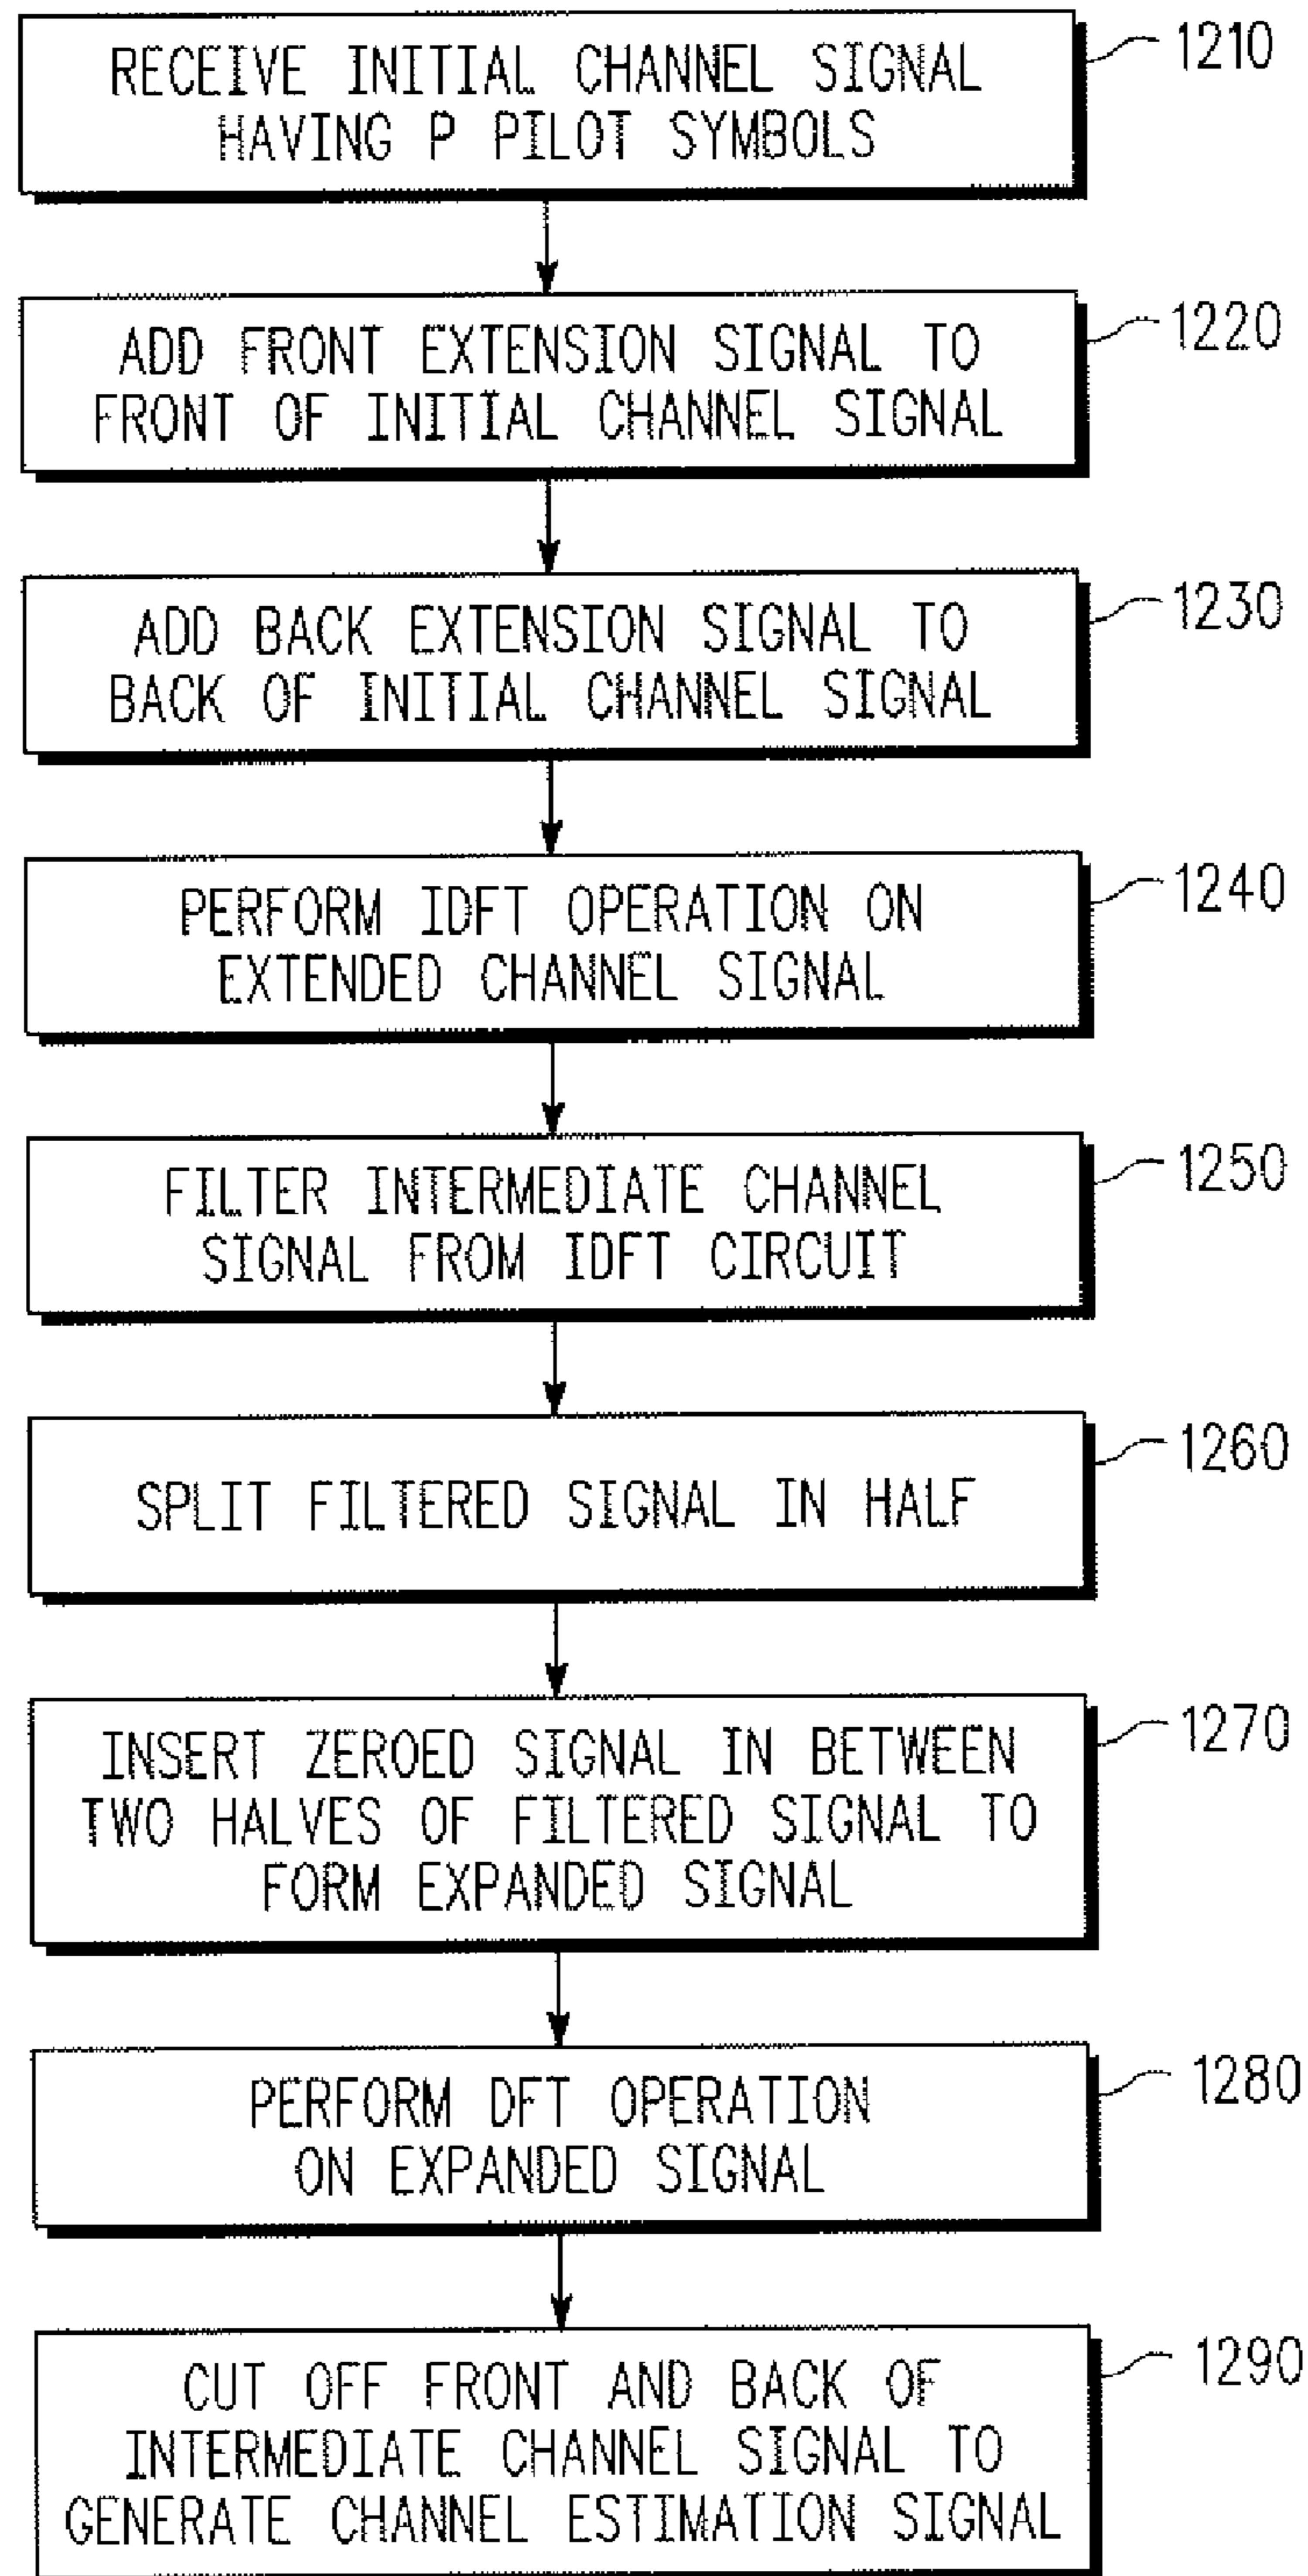 RECEIVE INITIAL CHANNEL SIGNAL
HAVING P PILOT SYMBOLS
1210
ADD FRONT EXTENSION SIGNAL TO
FRONT OF INITIAL CHANNEL SIGNAL
1220
ADD BACK EXTENSION SIGNAL TO
BACK OF INITIAL CHANNEL SIGNAL
1230
PERFORM IDFT OPERATION ON
EXTENDED CHANNEL SIGNAL
1240
FILTER INTERMEDIATE CHANNEL
SIGNAL FROM IDFT CIRCUIT
1250
SPLIT FILTERED SIGNAL IN HALF
1260
INSERT ZEROED SIGNAL IN BETWEEN
TWO HALVES OF FILTERED SIGNAL TO
FORM EXPANDED SIGNAL
1270
PERFORM DFT OPERATION
ON EXPANDED SIGNAL
1280
CUT OFF FRONT AND BACK OF
INTERMEDIATE CHANNEL SIGNAL TO
GENERATE CHANNEL ESTIMATION SIGNAL
1290